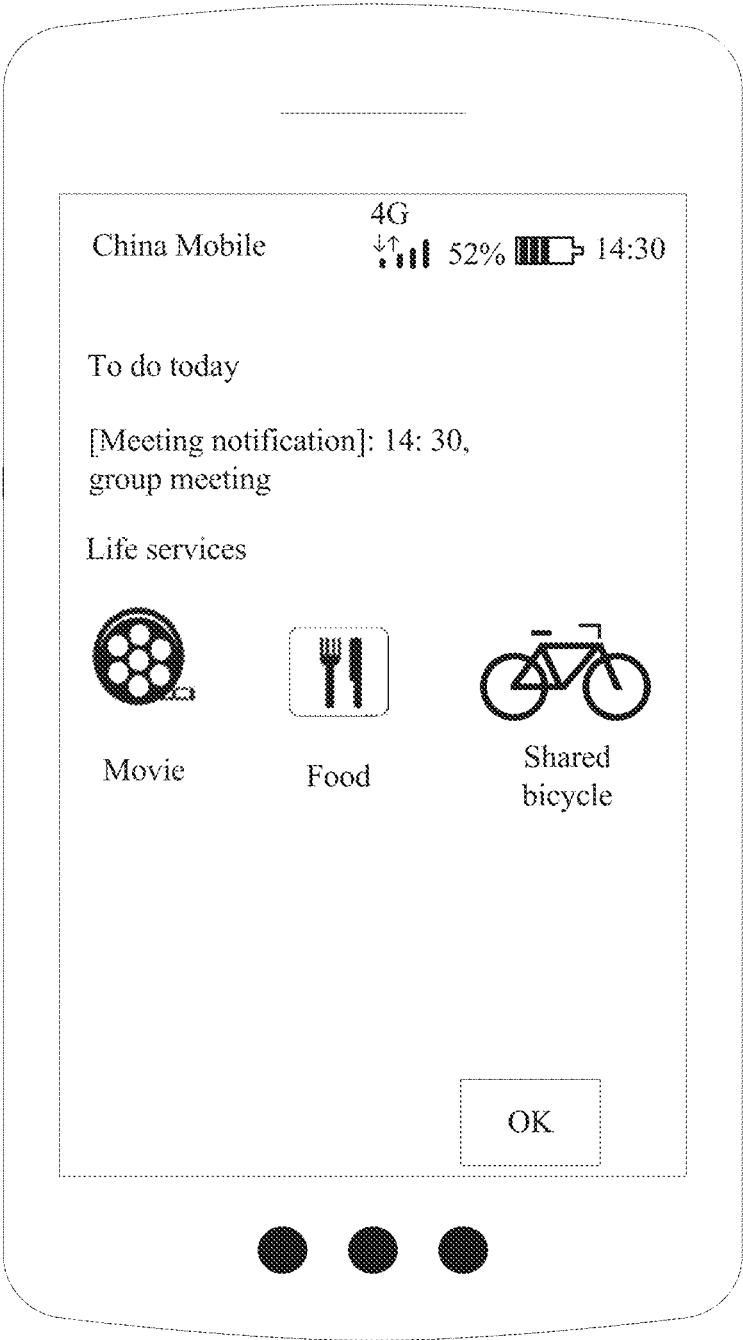 4G
China Mobile 52% 14:30
To do today
[Meeting notification]: 14: 30,
group meeting
Life services
Movie
Food
Shared
bicycle
OK